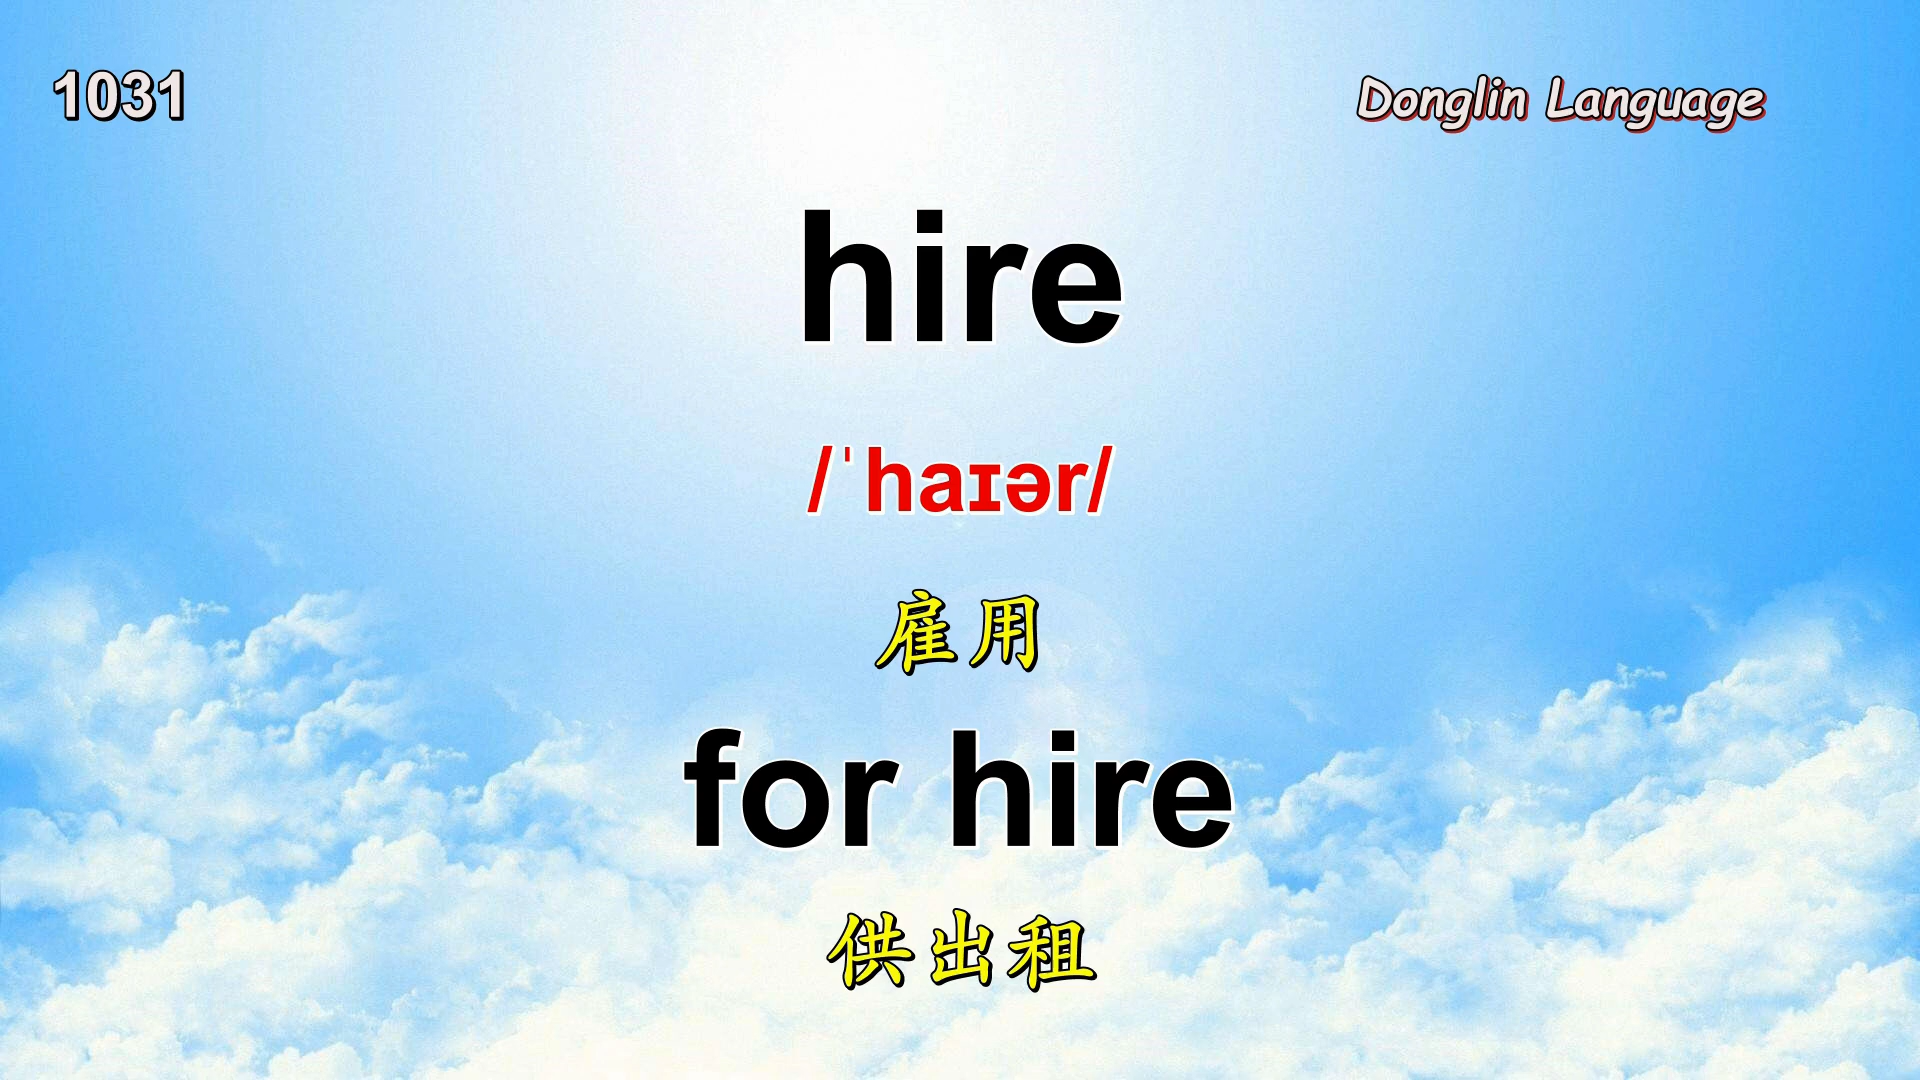 1031
Donglin Language
hire
/ˈhaɪər/
雇用
for hire
供出租